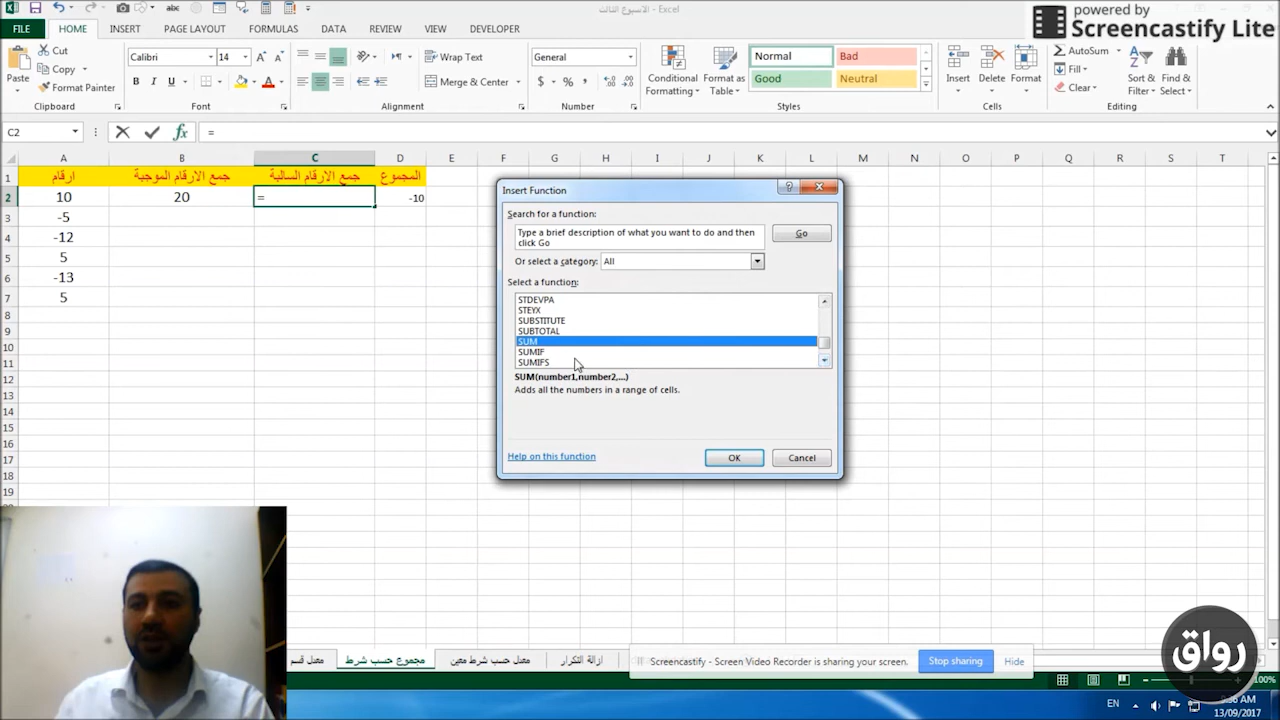 الاسبوع الثالث - Excel
powered by
Screencastify Lite
FILE HOME INSERT PAGE LAYOUT FORMULAS DATA REVIEW VIEW DEVELOPER
Paste
Cut
Copy
Format Painter
Clipboard
Calibri 14
B I U
Font
Wrap Text
Merge & Center
Alignment
General
$ % ,
Number
Conditional Formatting
Format as Table
Normal Bad
Good Neutral
Styles
Insert Delete Format
Cells
AutoSum
Fill
Clear
Sort & Filter
Find & Select
Editing
C2 fx =
A B C D E F G H I J K L M N O P Q R S T
1 ارقام جمع الارقام الموجبة جمع الارقام السالبة المجموع
2 10 20 = -10
3 -5
4 -12
5 5
6 -13
7 5
8
9
10
11
12
13
14
15
16
17
18
19
Insert Function
Search for a function:
Type a brief description of what you want to do and then click Go
Go
Or select a category: All
Select a function:
STDEVPA
STEYX
SUBSTITUTE
SUBTOTAL
SUM
SUMIF
SUMIFS
SUM(number1,number2,...)
Adds all the numbers in a range of cells.
Help on this function
OK Cancel
معدل قسم مجموع حسب شرط معدل حسب شرط معين ازالة التكرار
Screencastify - Screen Video Recorder is sharing your screen. Stop sharing Hide
رواق
100%
EN
13/09/2017